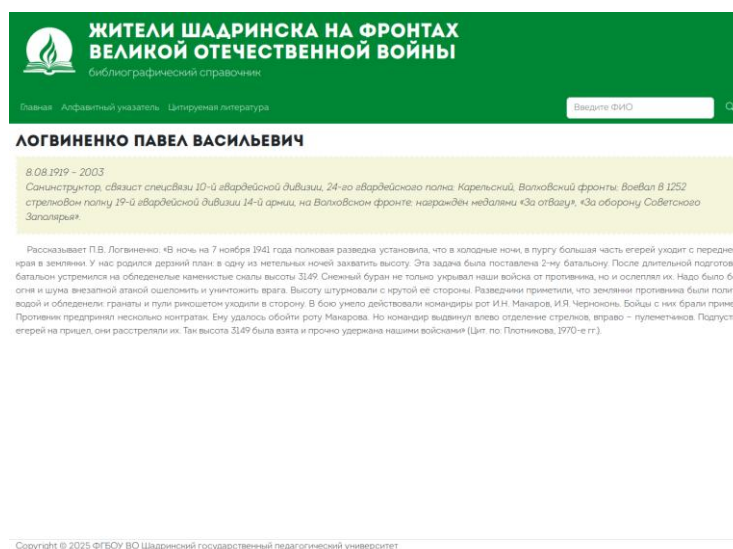 ЖИТЕЛИ ШАДРИНСКА НА ФРОНТАХ
ВЕЛИКОЙ ОТЕЧЕСТВЕННОЙ ВОЙНЫ
библиографический справочник
Главная Алфавитный указатель Цитируемая литература Введите ФИО
ЛОГВИНЕНКО ПАВЕЛ ВАСИЛЬЕВИЧ
8.08.1919 – 2003
Санинструктор, связист спецсвязи 10-й гвардейской дивизии, 24-го гвардейского полка; Карельский, Волховский фронты; воевал в 1252
стрелковом полку 19-й гвардейской дивизии 14-й армии, на Волховском фронте; награждён медалями «За отвагу», «За оборону Советского
Заполярья».
Рассказывает П.В. Логвиненко: «В ночь на 7 ноября 1941 года полковая разведка установила, что в холодные ночи, в пургу большая часть егерей уходит с передне
края в землянки. У нас родился дерзкий план: в одну из метельных ночей захватить высоту. Эта задача была поставлена 2-му батальону. После длительной подготов
батальон устремился на обледенелые каменистые скалы высоты 3149. Снежный буран не только укрывал наши войска от противника, но и ослеплял их. Надо было б
огня и шума внезапной атакой ошеломить и уничтожить врага. Высоту штурмовали с крутой её стороны. Разведчики приметили, что землянки противника были поли
водой и обледенели: гранаты и пули рикошетом уходили в сторону. В бою умело действовали командиры рот И.Н. Макаров, И.Я. Черноконь. Бойцы с них брали приме
Противник предпринял несколько контратак. Ему удалось обойти роту Макарова. Но командир выдвинул влево отделение стрелков, вправо – пулеметчиков. Подпуст
егерей на прицел, они расстреляли их. Так высота 3149 была взята и прочно удержана нашими войсками» (Цит. по: Плотникова, 1970-е гг.).
Copyright © 2025 ФГБОУ ВО Шадринский государственный педагогический университет